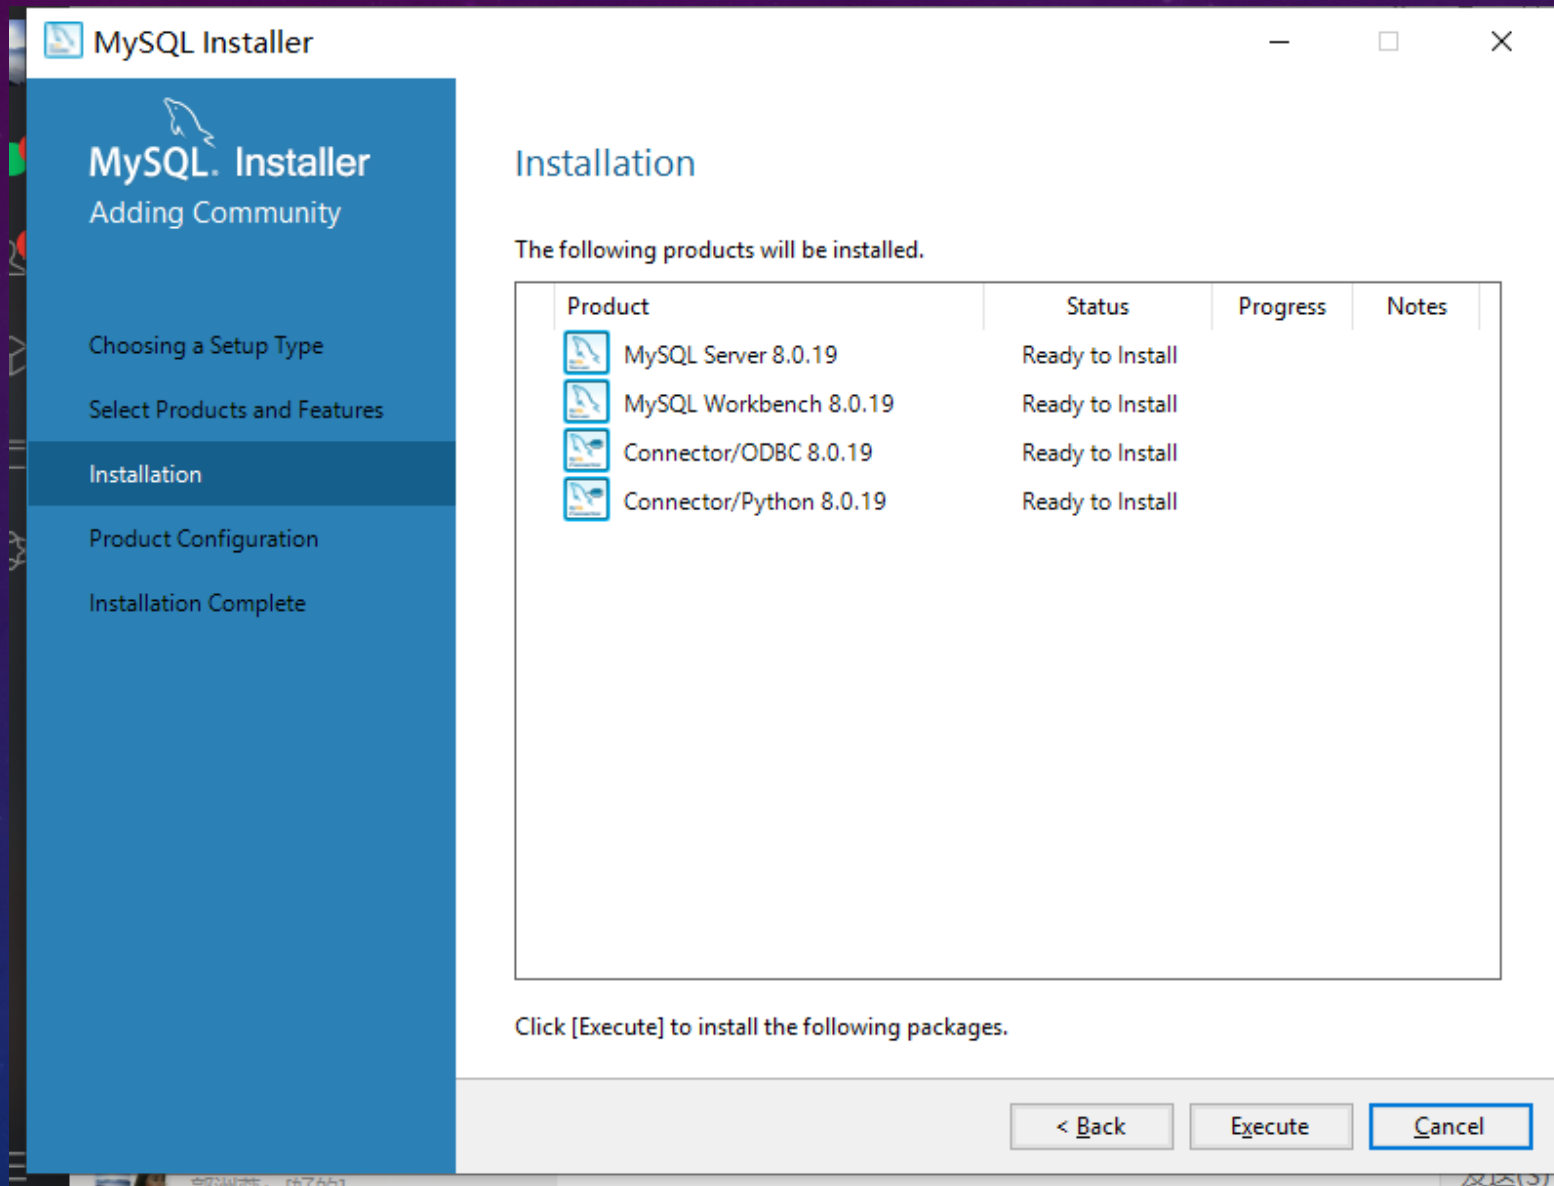 MySQL Installer
MySQL. Installer
Adding Community
Choosing a Setup Type
Select Products and Features
Installation
Product Configuration
Installation Complete
Installation
The following products will be installed.
Product Status Progress Notes
MySQL Server 8.0.19 Ready to Install
MySQL Workbench 8.0.19 Ready to Install
Connector/ODBC 8.0.19 Ready to Install
Connector/Python 8.0.19 Ready to Install
Click [Execute] to install the following packages.
< Back Execute Cancel